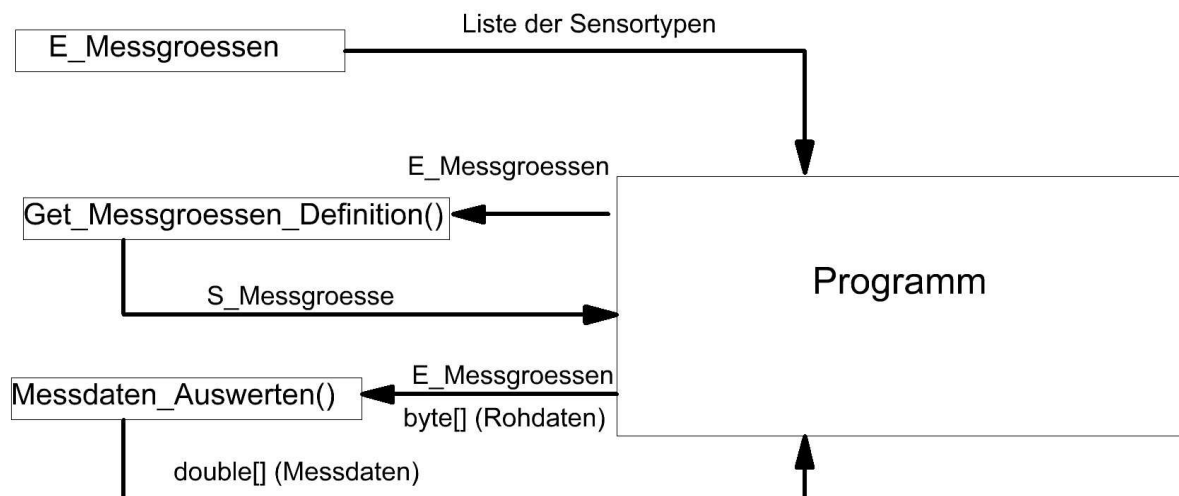 Liste der Sensortypen
E_Messgroessen
E_Messgroessen
Get_Messgroessen_Definition()
Programm
S_Messgroesse
E_Messgroessen
Messdaten_Auswerten()
byte[] (Rohdaten)
double[] (Messdaten)